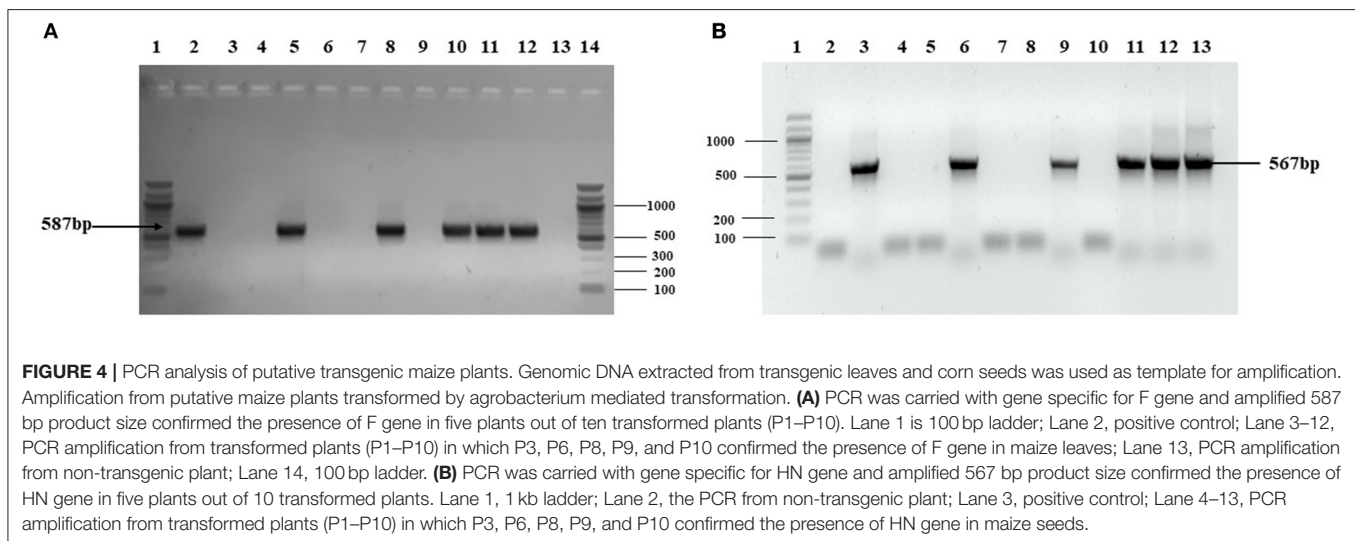 A
B
1 2 3 4 5 6 7 8 9 10 11 12 13 14
1 2 3 4 5 6 7 8 9 10 11 12 13
587bp
1000
500
300
200
100
1000
500
200
100
567bp
FIGURE 4 | PCR analysis of putative transgenic maize plants. Genomic DNA extracted from transgenic leaves and corn seeds was used as template for amplification.
Amplification from putative maize plants transformed by agrobacterium mediated transformation. (A) PCR was carried with gene specific for F gene and amplified 587
bp product size confirmed the presence of F gene in five plants out of ten transformed plants (P1–P10). Lane 1 is 100 bp ladder; Lane 2, positive control; Lane 3–12,
PCR amplification from transformed plants (P1–P10) in which P3, P6, P8, P9, and P10 confirmed the presence of F gene in maize leaves; Lane 13, PCR amplification
from non-transgenic plant; Lane 14, 100 bp ladder. (B) PCR was carried with gene specific for HN gene and amplified 567 bp product size confirmed the presence of
HN gene in five plants out of 10 transformed plants. Lane 1, 1 kb ladder; Lane 2, the PCR from non-transgenic plant; Lane 3, positive control; Lane 4–13, PCR
amplification from transformed plants (P1–P10) in which P3, P6, P8, P9, and P10 confirmed the presence of HN gene in maize seeds.